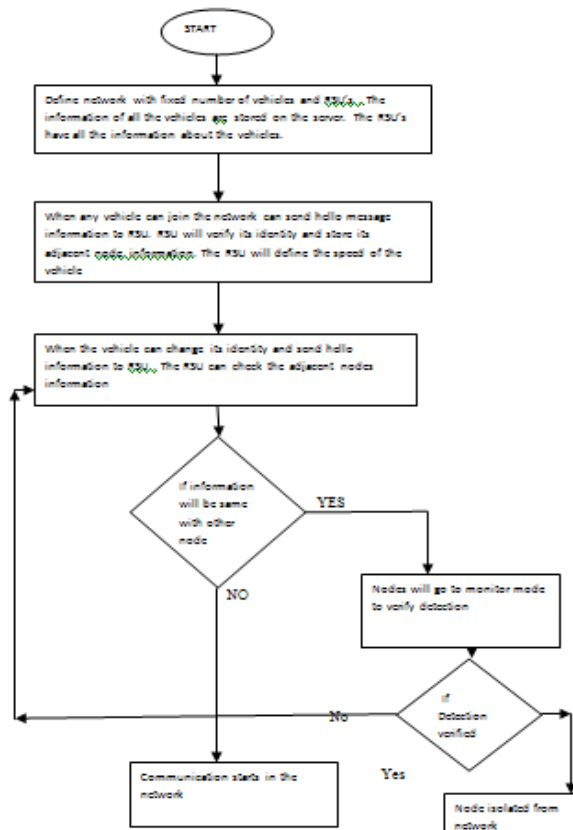 START
Define network with fixed number of vehicles and RSU's. The
information of all the vehicles are stored on the server. The RSU's
have all the information about the vehicles.
When any vehicle can join the network can send hello message
information to RSU. RSU will verify its identity and store its
adjacent node information. The RSU will define the speed of the
vehicle
When the vehicle can change its identity and send hello
information to RSU. The RSU can check the adjacent nodes
information
If information
will be same
with other
node
YES
NO
Nodes will go to monitor mode
to verify detection
If
Detection
verified
No
Yes
Communication starts in the
network
Node isolated from
network